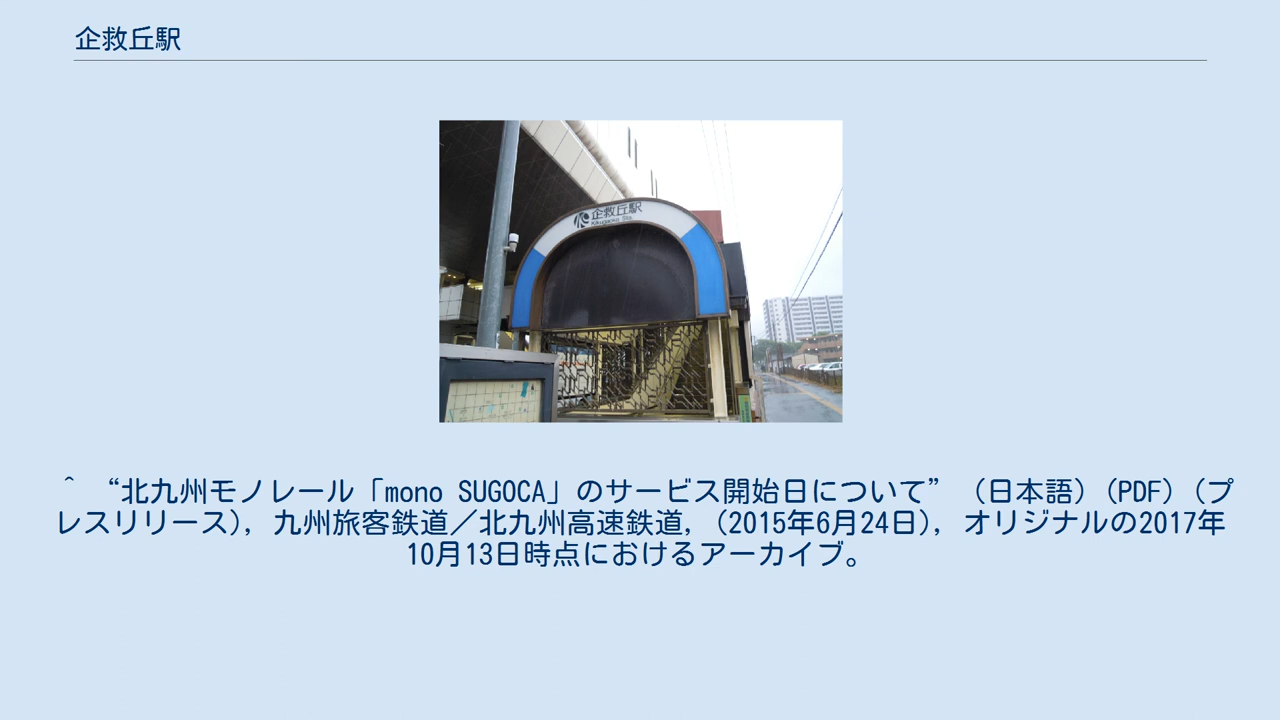 企救丘駅
企救丘駅
Kikugaoka Sta.
^ “北九州モノレール「mono SUGOCA」のサービス開始日について” (日本語) (PDF) (プ
レスリリース), 九州旅客鉄道／北九州高速鉄道, (2015年6月24日), オリジナルの2017年
10月13日時点におけるアーカイブ。